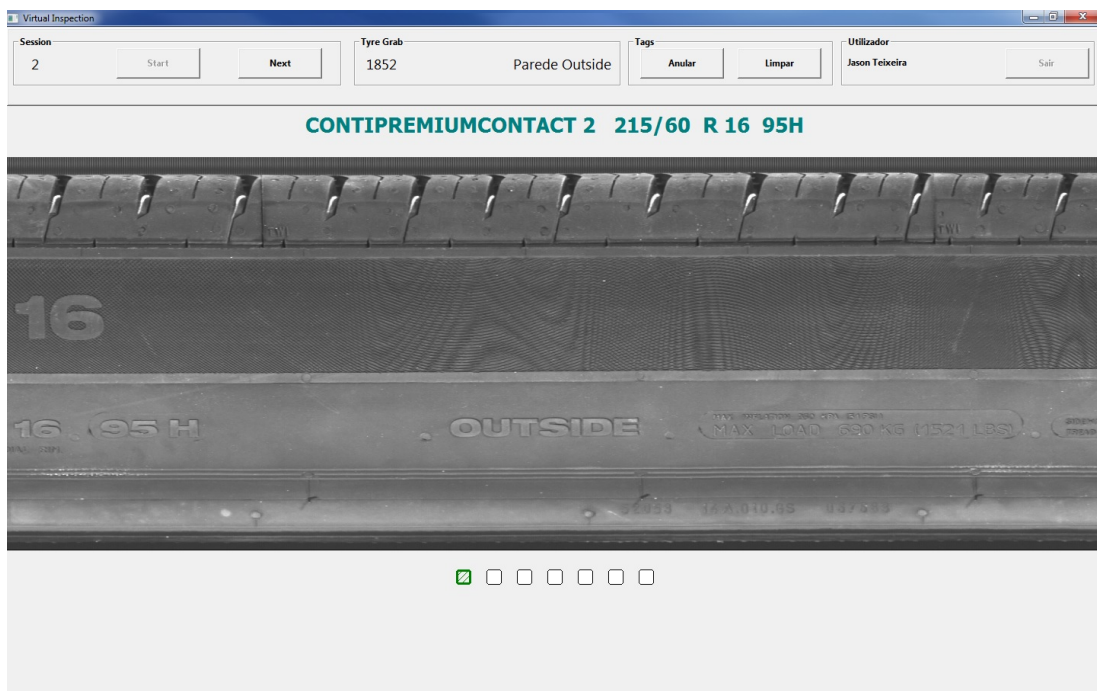 Virtual Inspection
Session
2
Start
Next
Tyre Grab
1852
Parede Outside
Tags
Anular
Limpar
Utilizador
Jason Teixeira
Sair
CONTIPREMIUMCONTACT 2 215/60 R 16 95H
TWI
TWI
16
16 95 H
OUTSIDE
MAX LOAD 690 KG (1521 LBS)